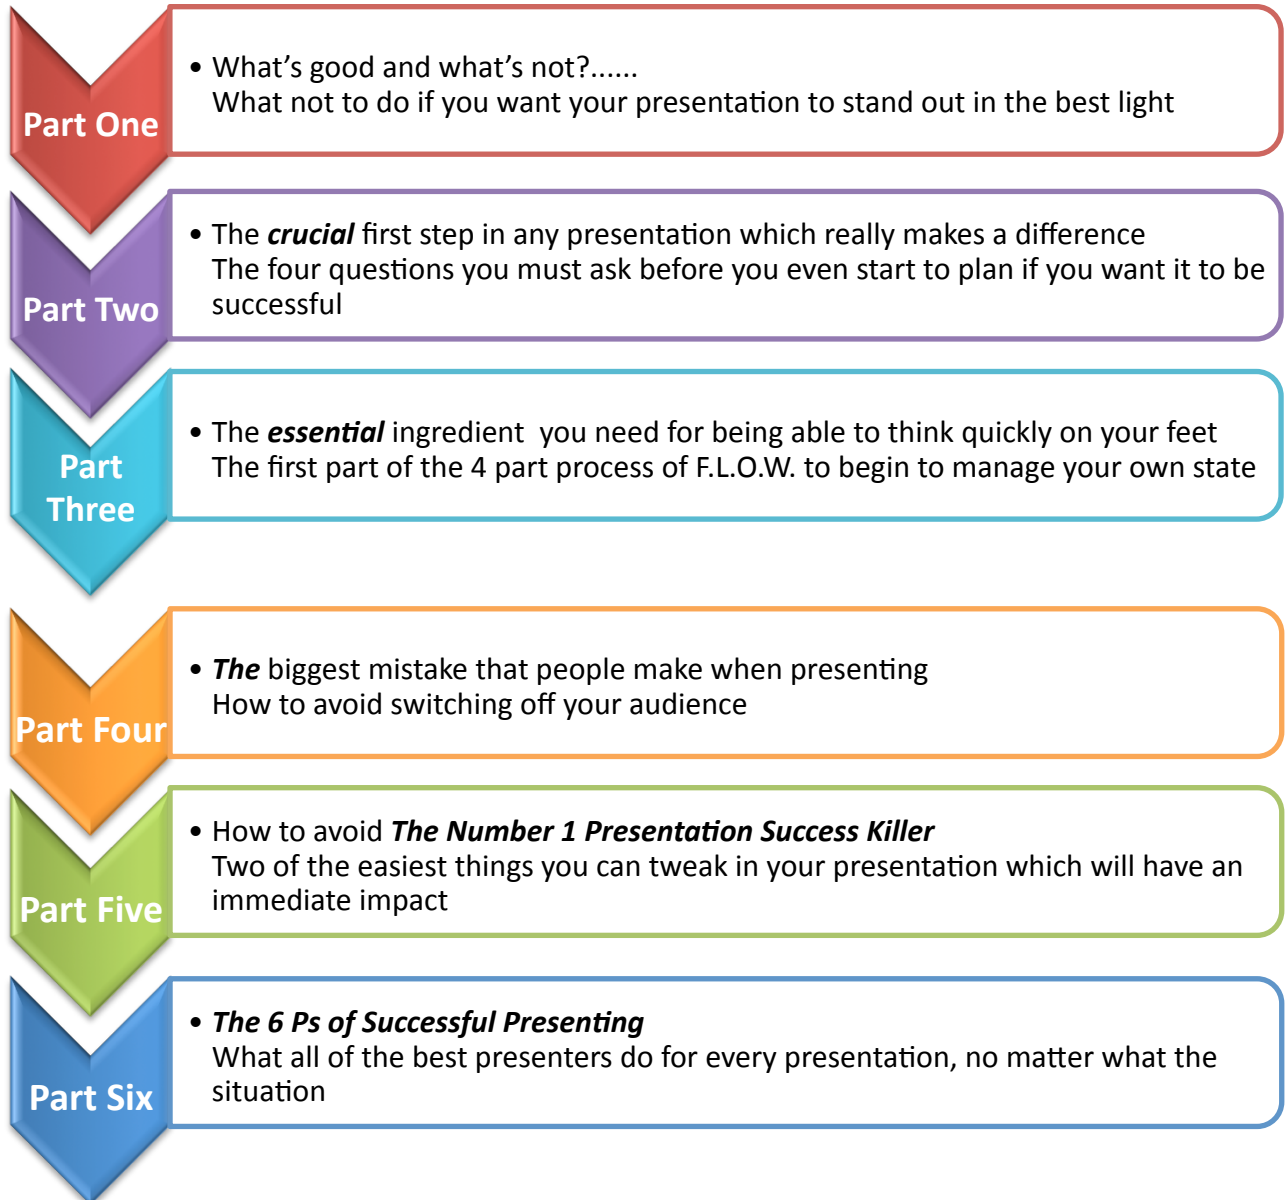 Part One
• What’s good and what’s not?......
What not to do if you want your presentation to stand out in the best light
Part Two
• The crucial first step in any presentation which really makes a difference
The four questions you must ask before you even start to plan if you want it to be
successful
Part
Three
• The essential ingredient  you need for being able to think quickly on your feet
The first part of the 4 part process of F.L.O.W. to begin to manage your own state
Part Four
• The biggest mistake that people make when presenting
How to avoid switching off your audience
Part Five
• How to avoid The Number 1 Presentation Success Killer
Two of the easiest things you can tweak in your presentation which will have an
immediate impact
Part Six
• The 6 Ps of Successful Presenting
What all of the best presenters do for every presentation, no matter what the
situation